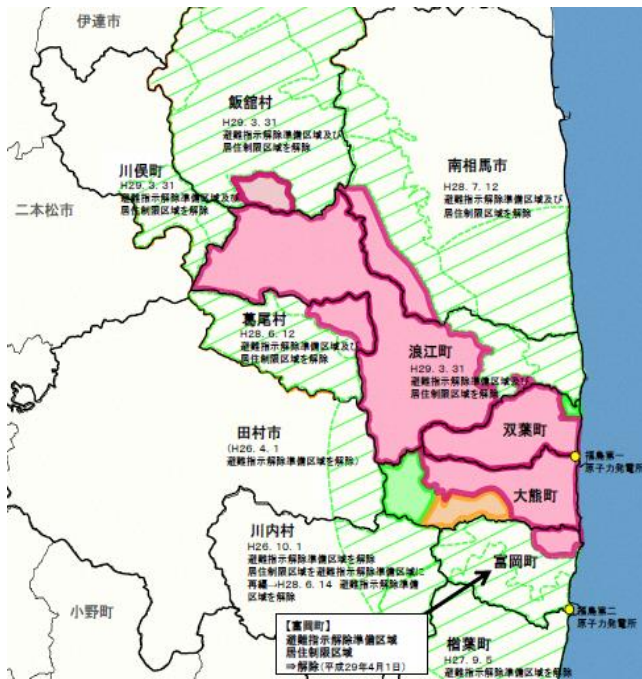 伊達市
飯舘村
H29.3.31
避難指示解除準備区域及び
居住制限区域を解除
川俣町
H29.3.31
避難指示解除準備区域及び
居住制限区域を解除
南相馬市
H28.7.12
避難指示解除準備区域及び
居住制限区域を解除
二本松市
葛尾村
H28.6.12
避難指示解除準備区域及び
居住制限区域を解除
浪江町
H29.3.31
避難指示解除準備区域及び
居住制限区域を解除
田村市
(H26.4.1
避難指示解除準備区域を解除)
双葉町
福島第一
原子力発電所
大熊町
川内村
H26.10.1
避難指示解除準備区域を解除
居住制限区域を避難指示解除準備区域に
再編→H28.6.14 避難指示解除準備
区域を解除
富岡町
小野町
【富岡町】
避難指示解除準備区域
居住制限区域
⇒解除(平成29年4月1日)
福島第二
原子力発電所
楢葉町
H27.9.5
避難指示解除準備区域を解除